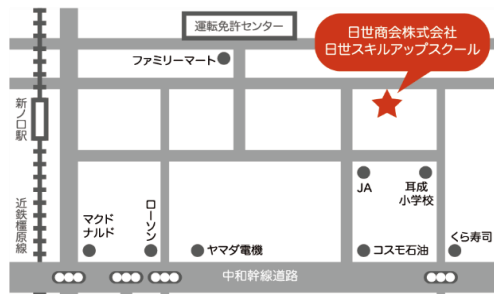 運転免許センター
日世商会株式会社
日世スキルアップスクール
ファミリーマート
新ノ口駅
近鉄橿原線
JA
耳成
小学校
マクド
ナルド
ローソン
ヤマダ電機
コスモ石油
くら寿司
中和幹線道路